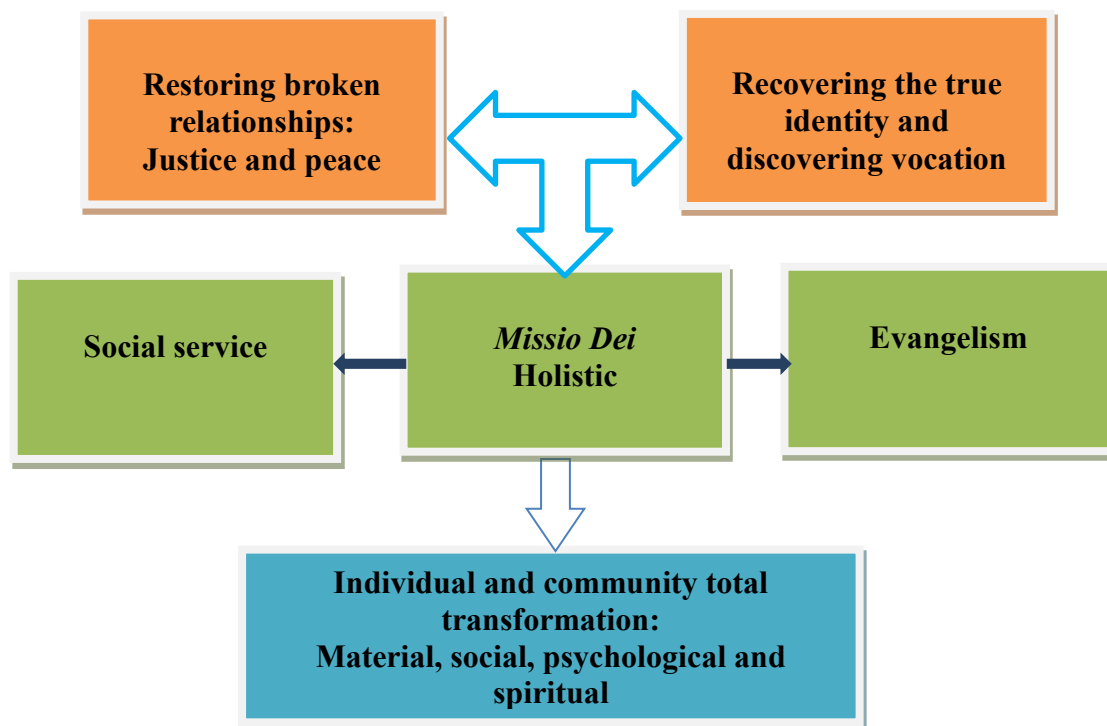 Restoring broken
relationships:
Justice and peace
Recovering the true
identity and
discovering vocation
Social service
Missio Dei
Holistic
Evangelism
Individual and community total
transformation:
Material, social, psychological and
spiritual